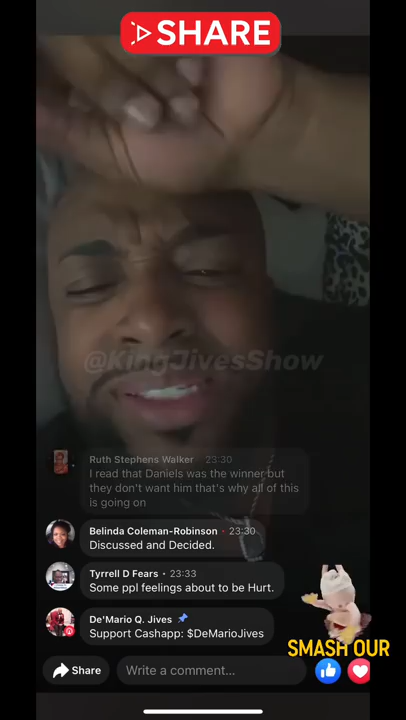 SHARE
@KingJivesShow
Ruth Stephens Walker · 23:30
I read that Daniels was the winner but
they don't want him that's why all of this
is going on
Belinda Coleman-Robinson · 23:30
Discussed and Decided.
Tyrrell D Fears · 23:33
Some ppl feelings about to be Hurt.
De'Mario Q. Jives
Support Cashapp: $DeMarioJives
SMASH OUR
Share
Write a comment...